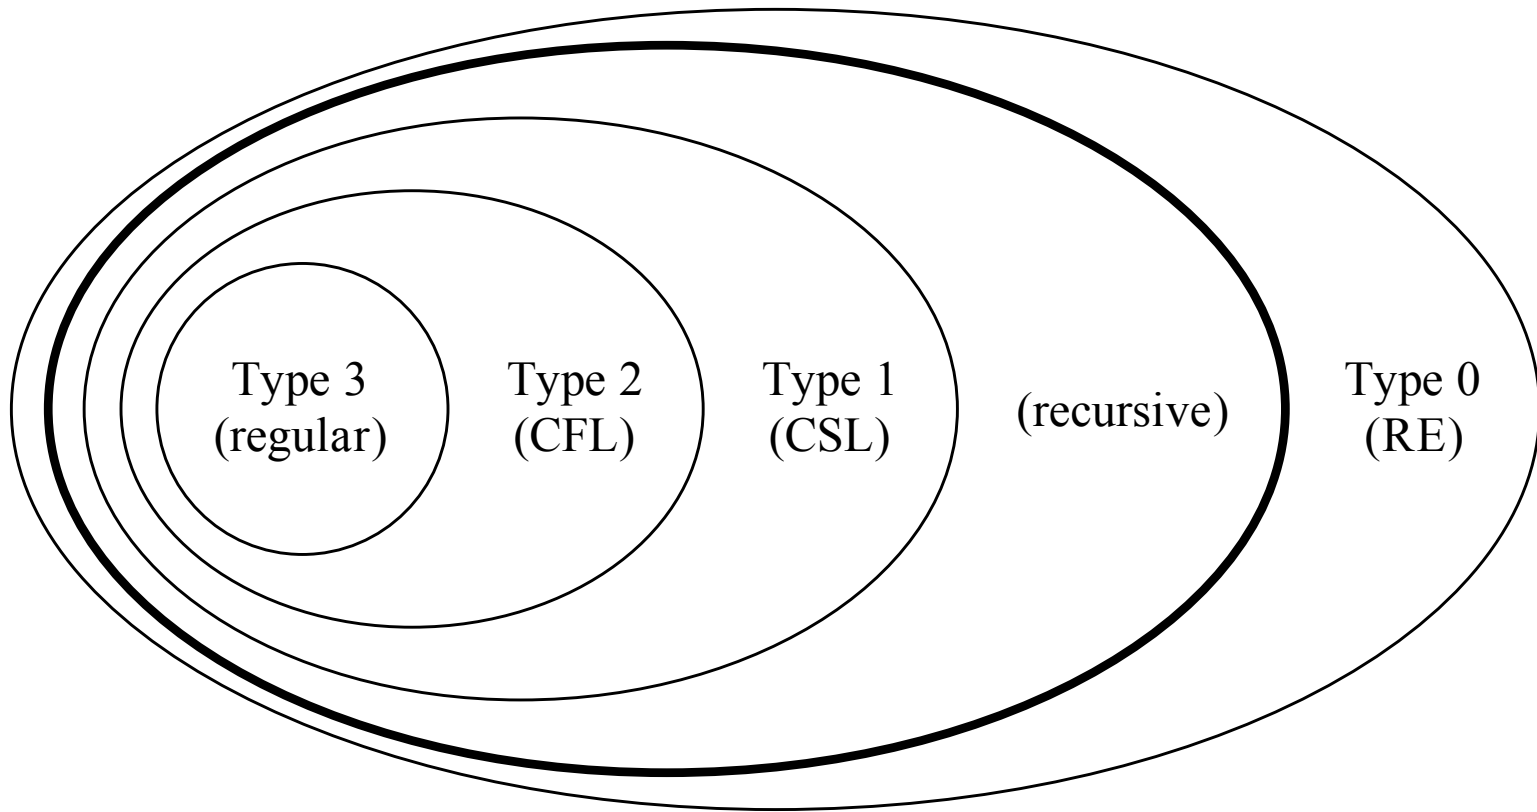 Type 3
(regular)
Type 2
(CFL)
Type 1
(CSL)
(recursive)
Type 0
(RE)